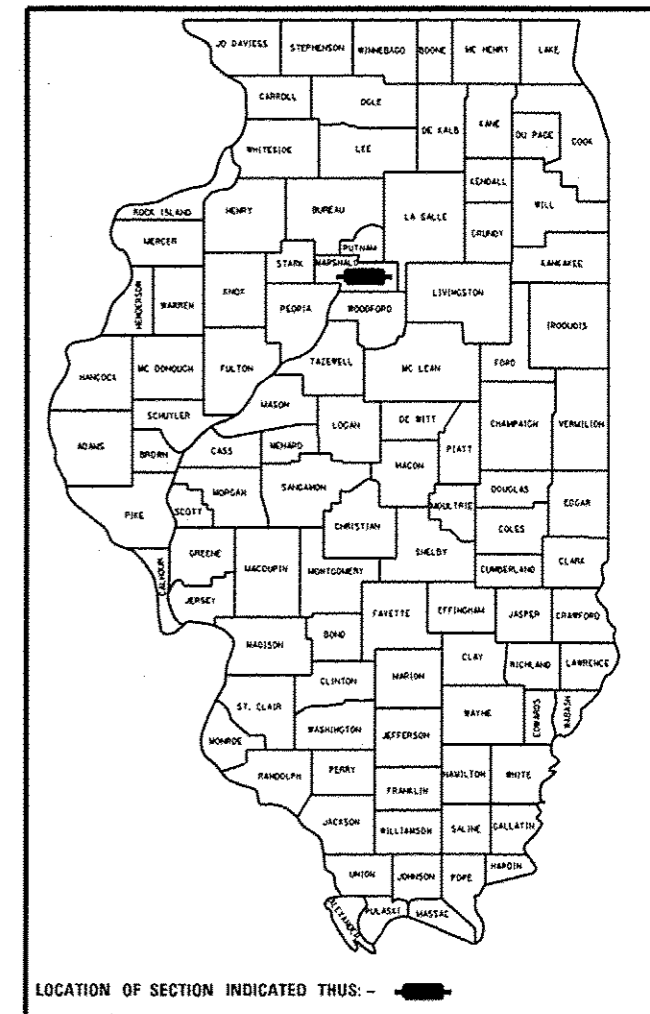 JO DAVIESS STEPHENSON WINNEBAGO BOONE MC HENRY LAKE
CARROLL OGLE DE KALB KANE DU PAGE COOK
WHITESIDE LEE KENDALL WILL
ROCK ISLAND HENRY BUREAU LA SALLE GRUNDY
MERCER STARK PUTNAM MARSHALL KANKAKEE
HENDERSON WARREN KNOX PEORIA WOODFORD LIVINGSTON IROQUOIS
HANCOCK MC DONOUGH FULTON TAZEWELL MC LEAN FORD
SCHUYLER MASON LOGAN DE WITT PIATT CHAMPAIGN VERMILION
ADAMS BROWN CASS MENARD MACON
PIKE SCOTT MORGAN SANGAMON CHRISTIAN MOULTRIE DOUGLAS EDGAR
COLES
CALHOUN GREENE MACOUPIN MONTGOMERY SHELBY CUMBERLAND CLARK
JERSEY FAYETTE EFFINGHAM JASPER CRAWFORD
MADISON BOND CLAY RICHLAND LAWRENCE
ST. CLAIR CLINTON MARION WAYNE EDWARDS WABASH
MONROE WASHINGTON JEFFERSON
RANDOLPH PERRY FRANKLIN HAMILTON WHITE
JACKSON WILLIAMSON SALINE GALLATIN
UNION JOHNSON POPE HARDIN
ALEXANDER PULASKI MASSAC
LOCATION OF SECTION INDICATED THUS: -